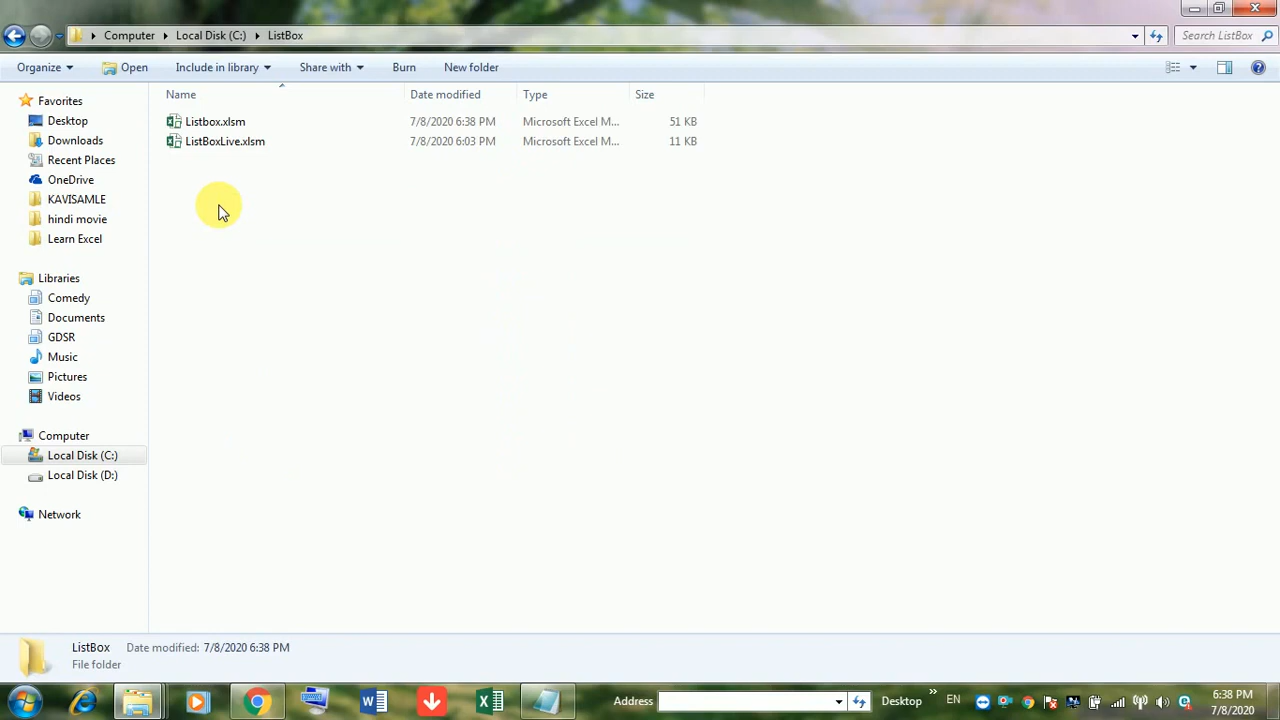 Computer Local Disk (C:) ListBox Search ListBox
Organize Open Include in library Share with Burn New folder
Name Date modified Type Size
Listbox.xlsm 7/8/2020 6:38 PM Microsoft Excel M... 51 KB
ListBoxLive.xlsm 7/8/2020 6:03 PM Microsoft Excel M... 11 KB
Favorites
Desktop
Downloads
Recent Places
OneDrive
KAVISAMLE
hindi movie
Learn Excel
Libraries
Comedy
Documents
GDSR
Music
Pictures
Videos
Computer
Local Disk (C:)
Local Disk (D:)
Network
ListBox Date modified: 7/8/2020 6:38 PM
File folder
Address Desktop » EN 6:38 PM
7/8/2020